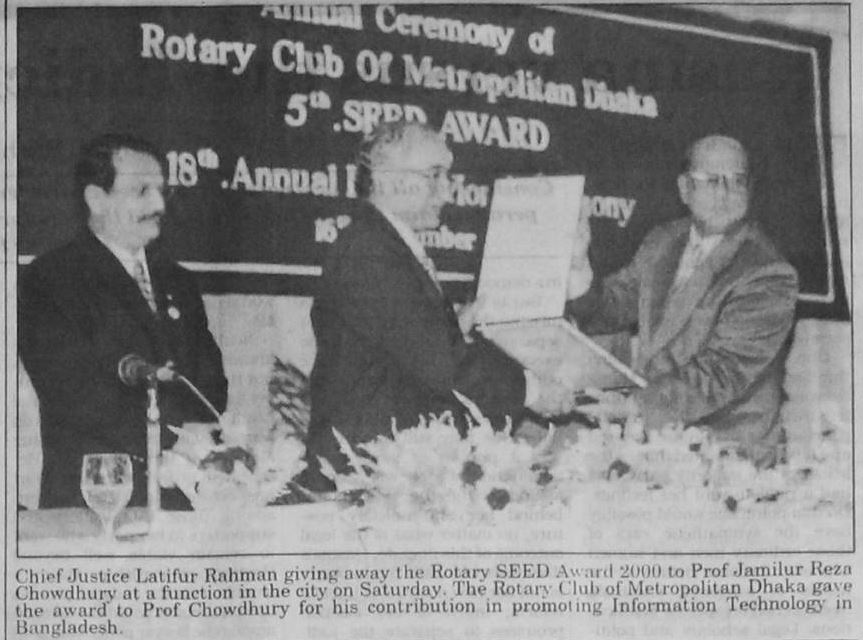 Annual Ceremony of
Rotary Club Of Metropolitan Dhaka
5th. SEED AWARD
18th. Annual
16th
Chief Justice Latifur Rahman giving away the Rotary SEED Award 2000 to Prof Jamilur Reza
Chowdhury at a function in the city on Saturday. The Rotary Club of Metropolitan Dhaka gave
the award to Prof Chowdhury for his contribution in promoting Information Technology in
Bangladesh.